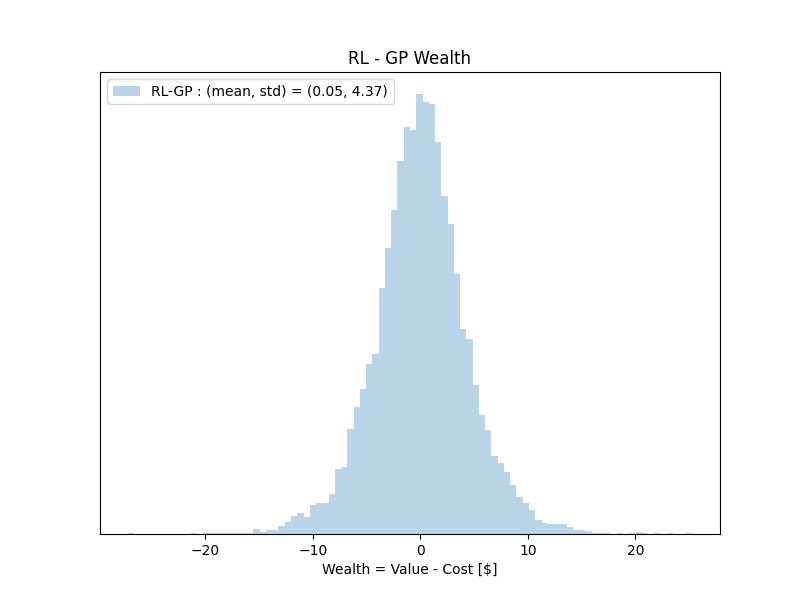 RL - GP Wealth
RL-GP : (mean, std) = (0.05, 4.37)
−20 −10 0 10 20
Wealth = Value - Cost [$]